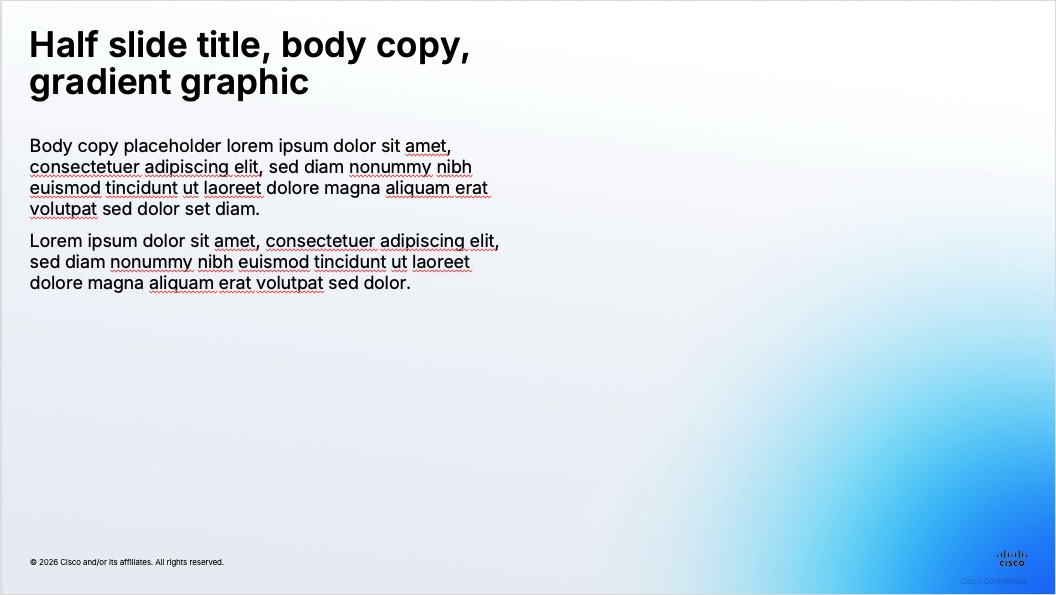 Half slide title, body copy,
gradient graphic
Body copy placeholder lorem ipsum dolor sit amet,
consectetuer adipiscing elit, sed diam nonummy nibh
euismod tincidunt ut laoreet dolore magna aliquam erat
volutpat sed dolor set diam.
Lorem ipsum dolor sit amet, consectetuer adipiscing elit,
sed diam nonummy nibh euismod tincidunt ut laoreet
dolore magna aliquam erat volutpat sed dolor.
© 2026 Cisco and/or its affiliates. All rights reserved.
CISCO
Cisco Confidential